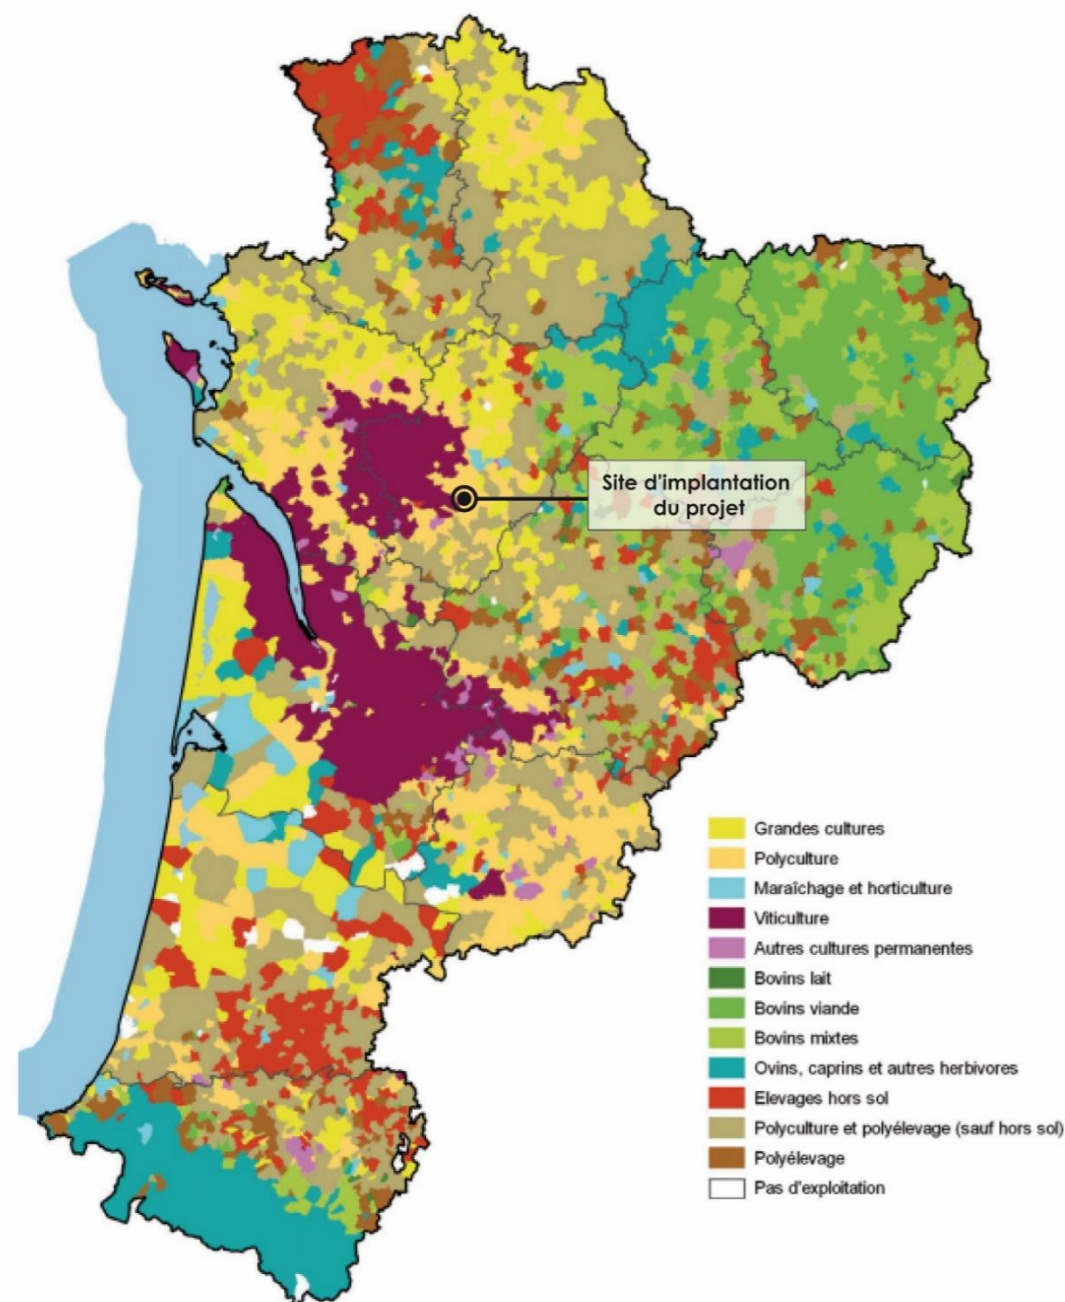 Site d'implantation
du projet
Grandes cultures
Polyculture
Maraîchage et horticulture
Viticulture
Autres cultures permanentes
Bovins lait
Bovins viande
Bovins mixtes
Ovins, caprins et autres herbivores
Elevages hors sol
Polyculture et polyélevage (sauf hors sol)
Polyélevage
Pas d'exploitation